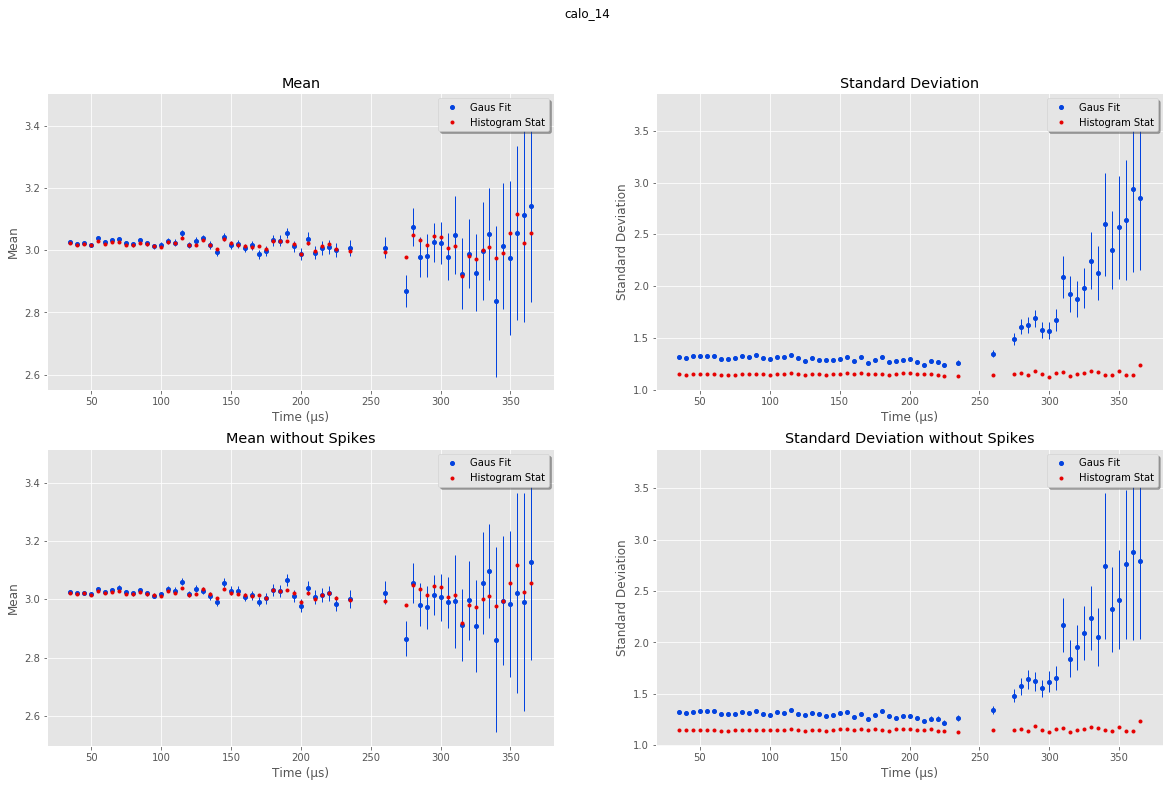 calo_14
Mean
Standard Deviation
Gaus Fit
Histogram Stat
Gaus Fit
Histogram Stat
3.4
3.2
3.0
2.8
2.6
Mean
50
100
150
200
250
300
350
Time (μs)
3.5
3.0
2.5
2.0
1.5
1.0
Standard Deviation
50
100
150
200
250
300
350
Time (μs)
Mean without Spikes
Standard Deviation without Spikes
Gaus Fit
Histogram Stat
Gaus Fit
Histogram Stat
3.4
3.2
3.0
2.8
2.6
Mean
50
100
150
200
250
300
350
Time (μs)
3.5
3.0
2.5
2.0
1.5
1.0
Standard Deviation
50
100
150
200
250
300
350
Time (μs)